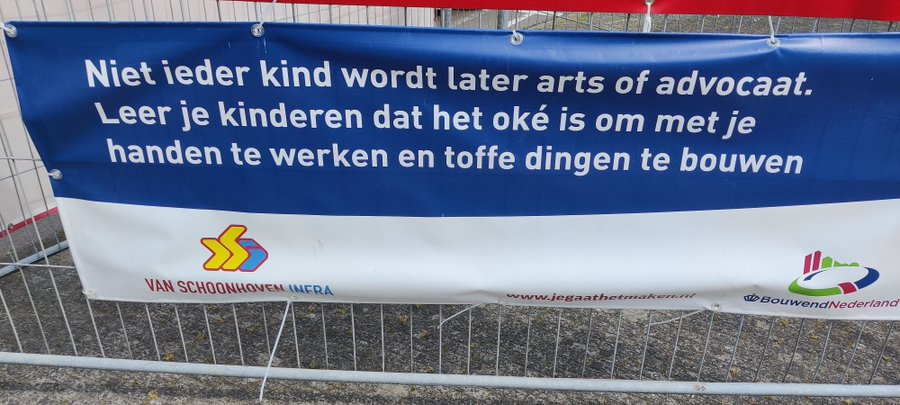 Niet ieder kind wordt later arts of advocaat.
Leer je kinderen dat het oké is om met je
handen te werken en toffe dingen te bouwen
VAN SCHOONHOVEN INFRA
www.jegaathetmaken.nl
BouwendNederland